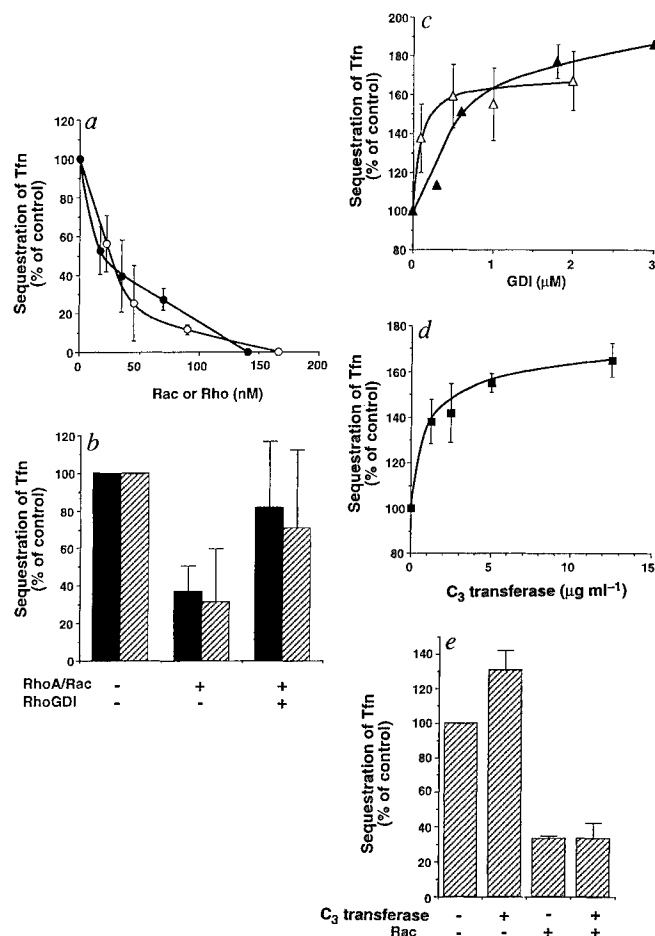 a
Sequestration of Tfn
(% of control)
120
100
80
60
40
20
0
0
50
100
150
200
Rac or Rho (nM)
b
Sequestration of Tfn
(% of control)
120
100
80
60
40
20
0
RhoA/Rac - + +
RhoGDI - - +
c
Sequestration of Tfn
(% of control)
200
180
160
140
120
100
80
0
1
2
3
GDI (µM)
d
Sequestration of Tfn
(% of control)
180
160
140
120
100
80
0
5
10
15
C₃ transferase (µg ml⁻¹)
e
Sequestration of Tfn
(% of control)
140
120
100
80
60
40
20
0
C₃ transferase - + - +
Rac - - + +